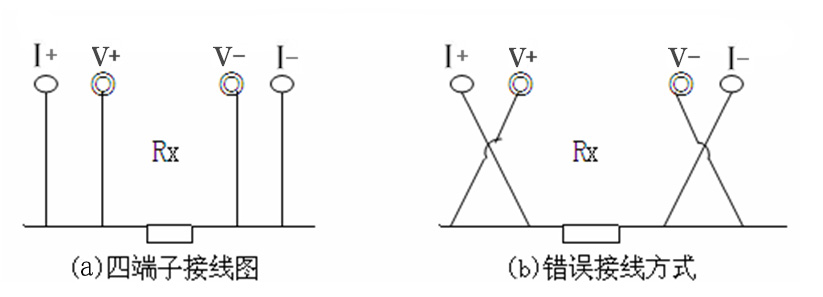 I+ V+ V- I- I+ V+ V- I-
Rx Rx
(a)四端子接线图 (b)错误接线方式